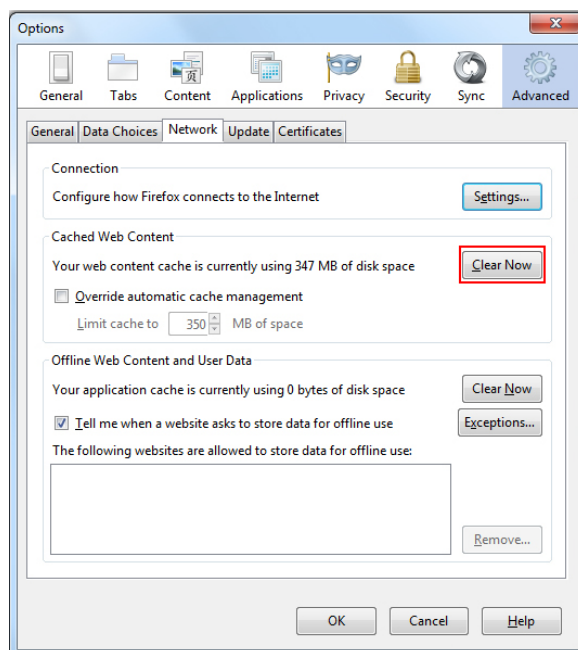 Options
General Tabs Content Applications Privacy Security Sync Advanced
General Data Choices Network Update Certificates
Connection
Configure how Firefox connects to the Internet Settings...
Cached Web Content
Your web content cache is currently using 347 MB of disk space Clear Now
Override automatic cache management
Limit cache to 350 MB of space
Offline Web Content and User Data
Your application cache is currently using 0 bytes of disk space Clear Now
Tell me when a website asks to store data for offline use Exceptions...
The following websites are allowed to store data for offline use:
Remove...
OK Cancel Help